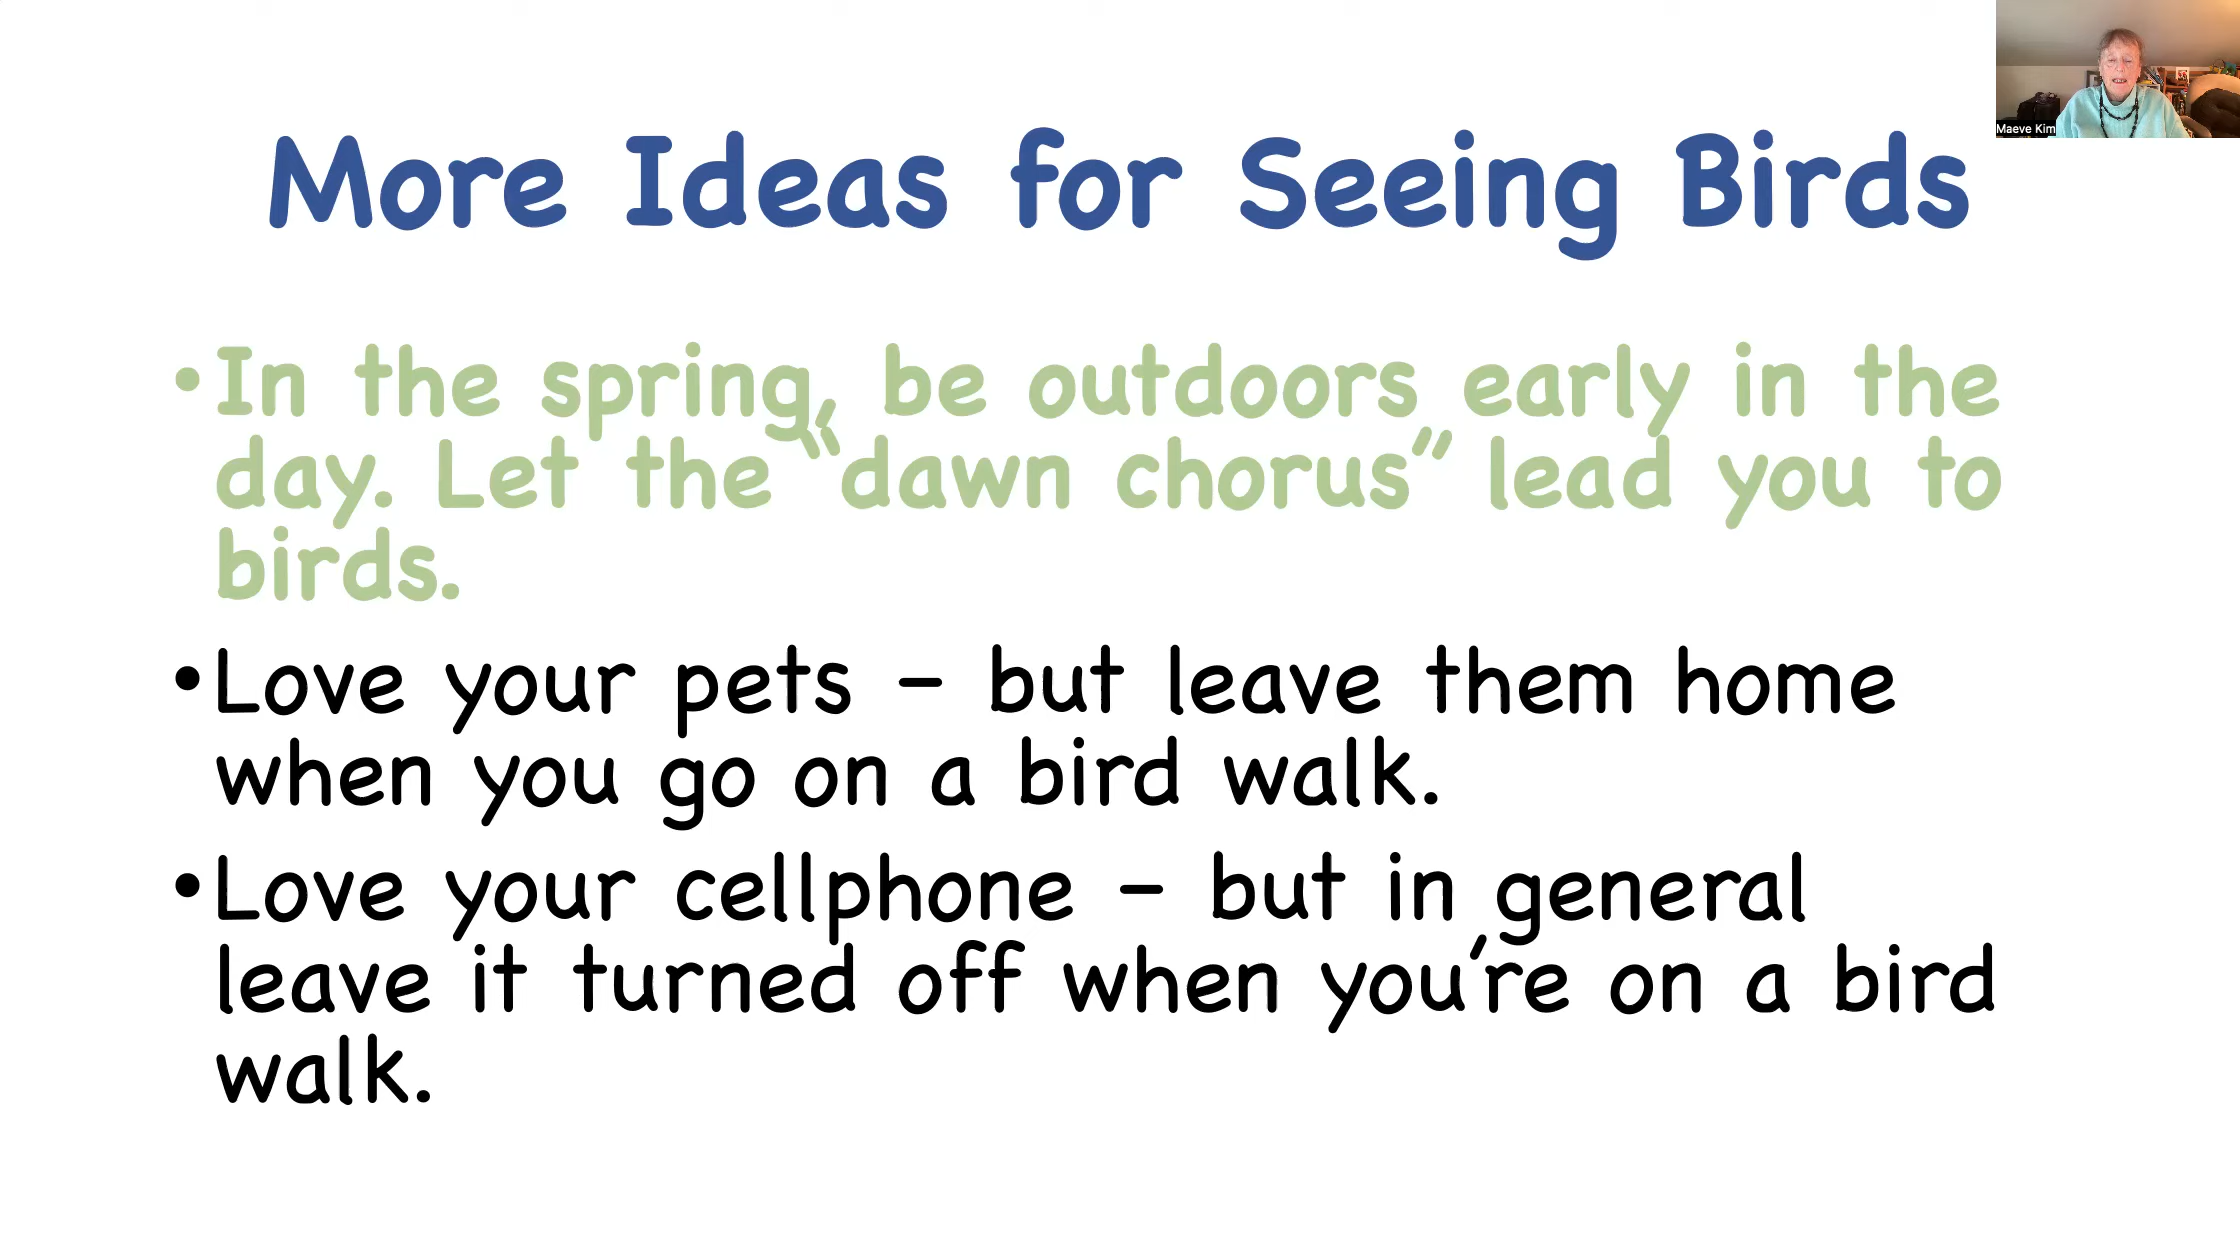 Maeve Kim
More Ideas for Seeing Birds
•In the spring, be outdoors early in the
day. Let the “dawn chorus” lead you to
birds.
•Love your pets – but leave them home
when you go on a bird walk.
•Love your cellphone – but in general
leave it turned off when you’re on a bird
walk.